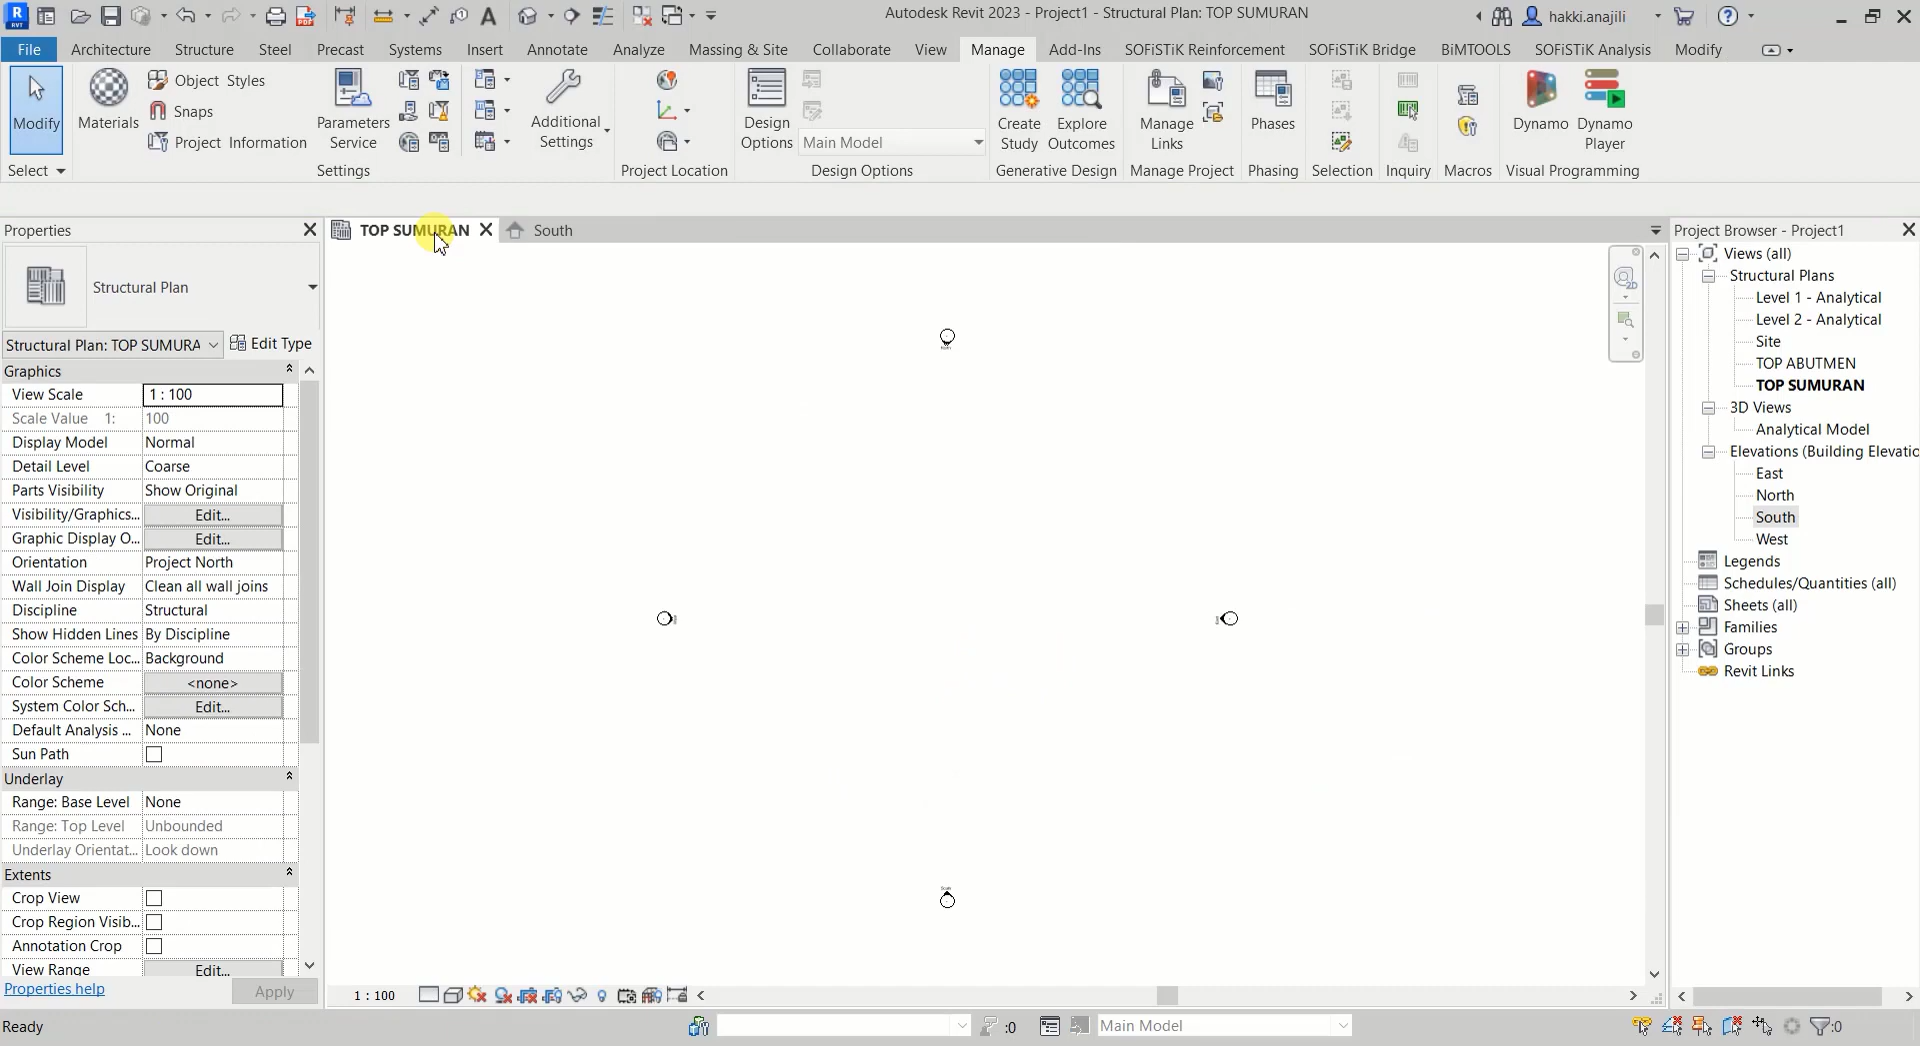 Autodesk Revit 2023 - Project1 - Structural Plan: TOP SUMURAN
hakki.anajili
File Architecture Structure Steel Precast Systems Insert Annotate Analyze Massing & Site Collaborate View Manage Add-Ins SOFiSTiK Reinforcement SOFiSTiK Bridge BiMTOOLS SOFiSTiK Analysis Modify
Modify
Materials
Object Styles
Snaps
Project Information
Parameters
Service
Additional
Settings
Design
Options
Main Model
Create
Study
Explore
Outcomes
Manage
Links
Phases
Dynamo
Dynamo
Player
Select
Settings
Project Location
Design Options
Generative Design
Manage Project
Phasing
Selection
Inquiry
Macros
Visual Programming
Properties
Structural Plan
Structural Plan: TOP SUMURA
Edit Type
Graphics
View Scale 1 : 100
Scale Value 1: 100
Display Model Normal
Detail Level Coarse
Parts Visibility Show Original
Visibility/Graphics... Edit...
Graphic Display O... Edit...
Orientation Project North
Wall Join Display Clean all wall joins
Discipline Structural
Show Hidden Lines By Discipline
Color Scheme Loc... Background
Color Scheme <none>
System Color Sch... Edit...
Default Analysis ... None
Sun Path
Underlay
Range: Base Level None
Range: Top Level Unbounded
Underlay Orientat... Look down
Extents
Crop View
Crop Region Visib...
Annotation Crop
View Range Edit...
Properties help
Apply
TOP SUMURAN
South
2D
1 : 100
Project Browser - Project1
Views (all)
Structural Plans
Level 1 - Analytical
Level 2 - Analytical
Site
TOP ABUTMEN
TOP SUMURAN
3D Views
Analytical Model
Elevations (Building Elevatio
East
North
South
West
Legends
Schedules/Quantities (all)
Sheets (all)
Families
Groups
Revit Links
Ready
:0
Main Model
:0